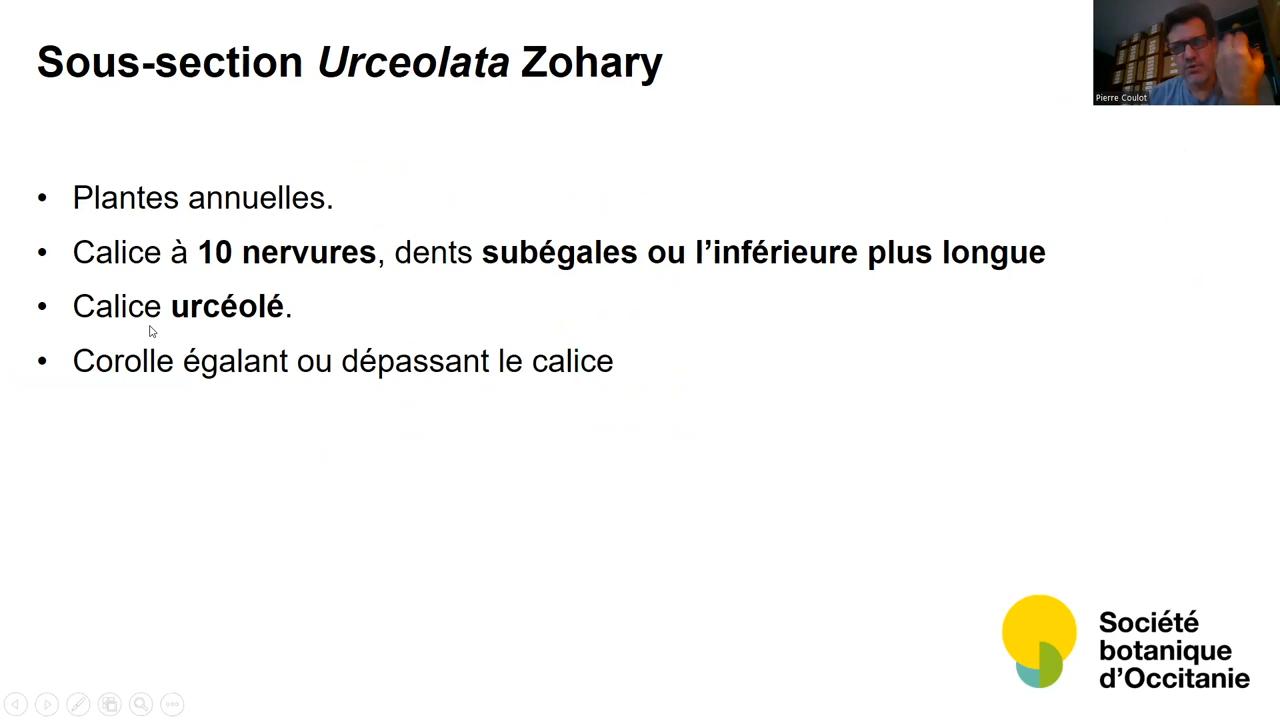 Sous-section Urceolata Zohary
Pierre Coulot
• Plantes annuelles.
• Calice à 10 nervures, dents subégales ou l’inférieure plus longue
• Calice urcéolé.
• Corolle égalant ou dépassant le calice
Société
botanique
d’Occitanie